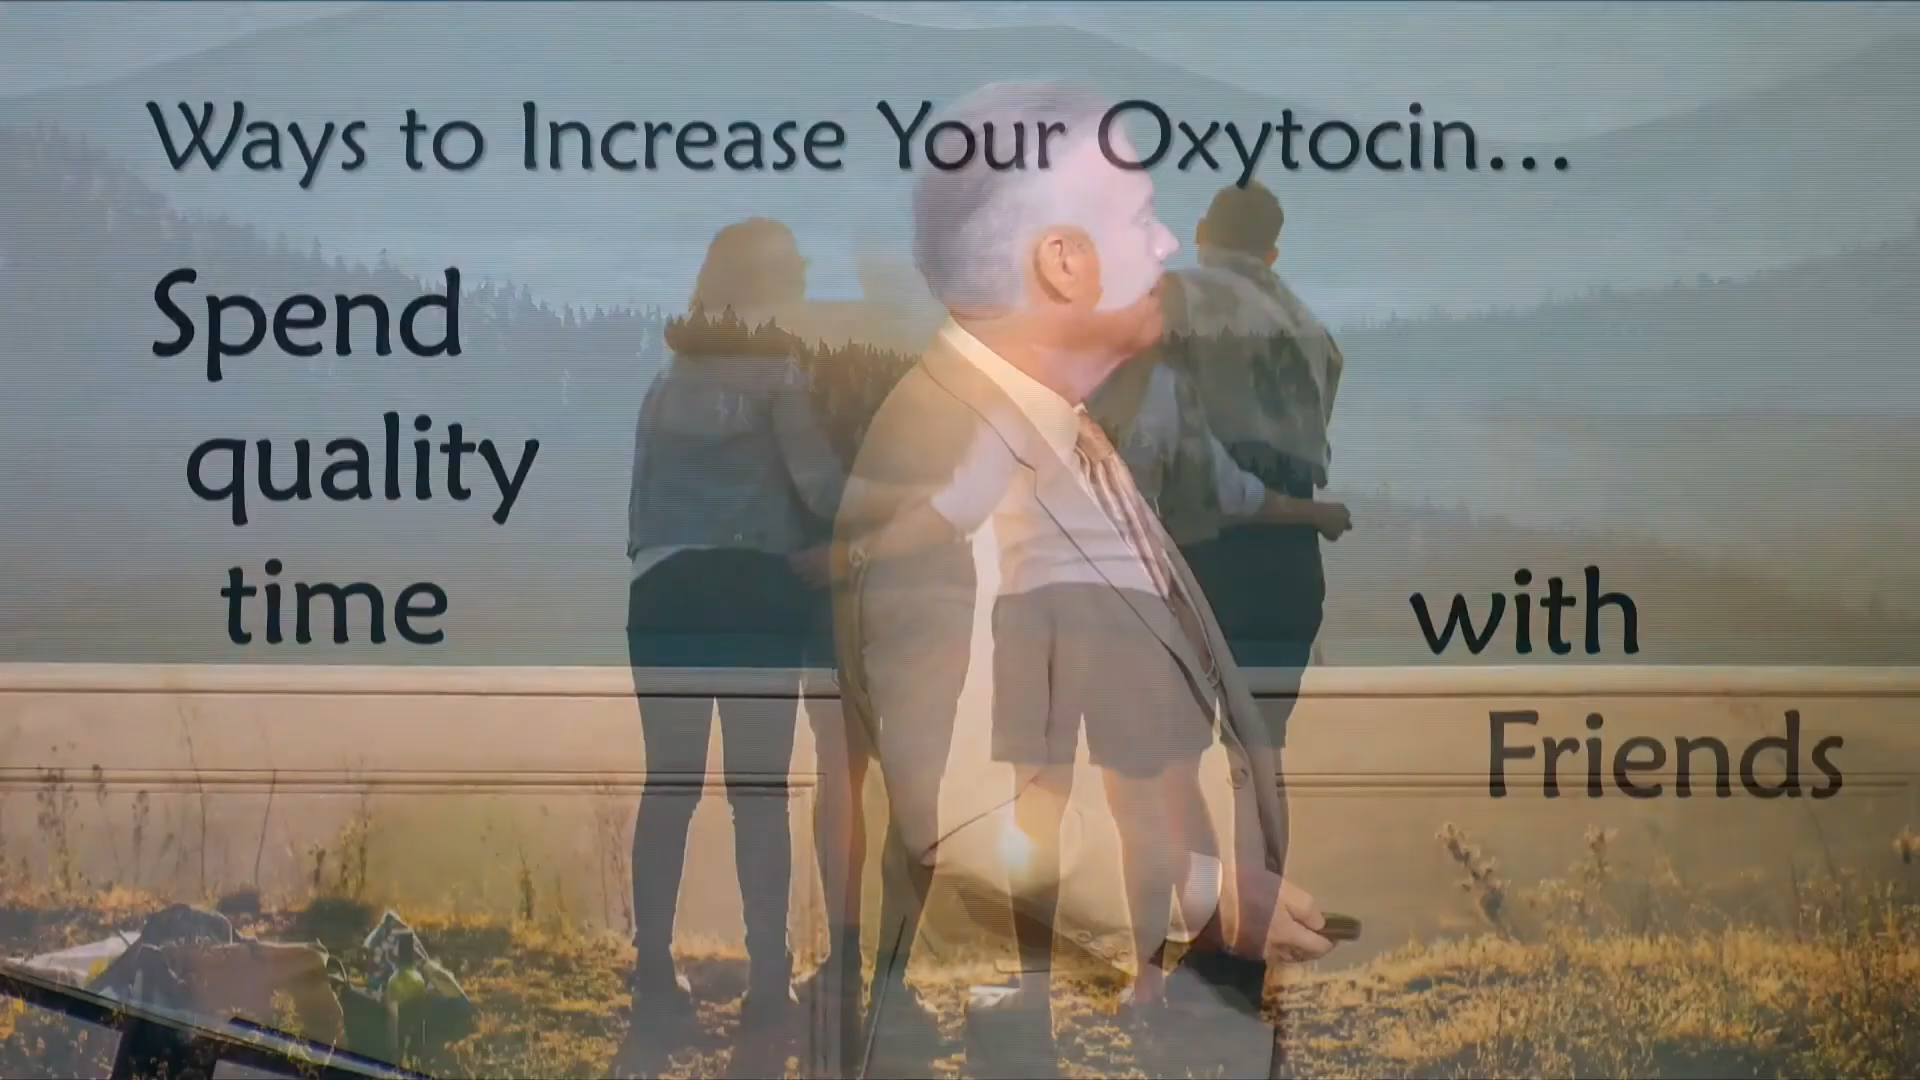 Ways to Increase Your Oxytocin...
Spend
quality
time
with
Friends